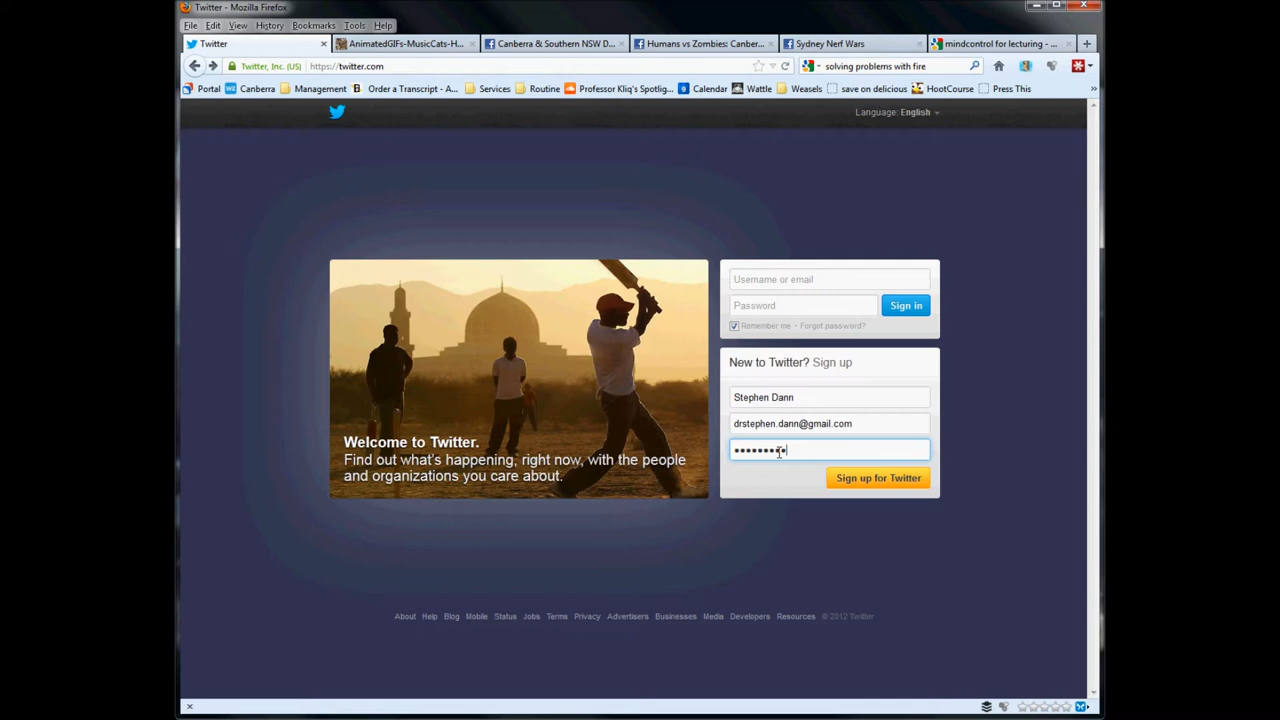 Twitter - Mozilla Firefox
File Edit View History Bookmarks Tools Help
Twitter
AnimatedGIFs-MusicCats-H...
Canberra & Southern NSW D...
Humans vs Zombies: Canber...
Sydney Nerf Wars
mindcontrol for lecturing - ...
Twitter, Inc. (US) https://twitter.com
solving problems with fire
Portal Canberra Management Order a Transcript - A... Services Routine Professor Kliq's Spotlig... Calendar Wattle Weasels save on delicious HootCourse Press This
Language: English
Username or email
Password
Sign in
Remember me · Forgot password?
New to Twitter? Sign up
Stephen Dann
drstephen.dann@gmail.com
Sign up for Twitter
Welcome to Twitter.
Find out what's happening, right now, with the people
and organizations you care about.
About Help Blog Mobile Status Jobs Terms Privacy Advertisers Businesses Media Developers Resources © 2012 Twitter